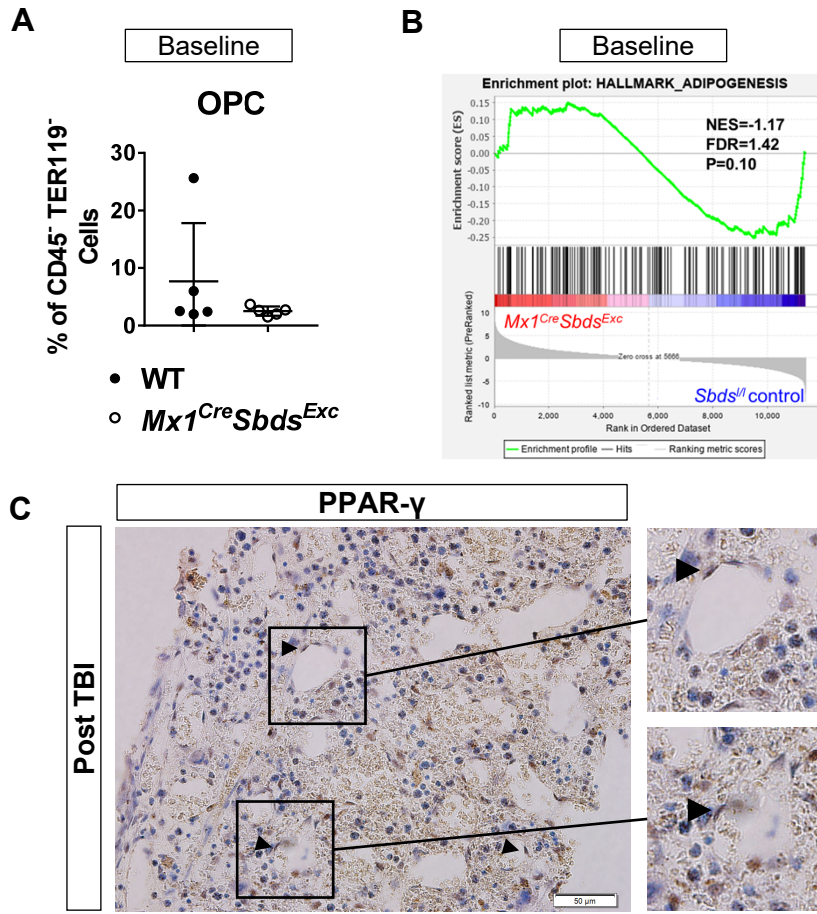 A
Baseline
OPC
% of CD45- TER119-
Cells
30
20
10
0
WT
Mx1CreSbdsExc
B
Baseline
Enrichment plot: HALLMARK_ADIPOGENESIS
Enrichment score (ES)
0.15
0.10
0.05
0.00
-0.05
-0.10
-0.15
-0.20
-0.25
NES=-1.17
FDR=1.42
P=0.10
Ranked list metric (PreRanked)
10
5
0
-5
-10
Mx1CreSbdsExc
Zero cross at 5666
Sbdsl/l control
0 2,000 4,000 6,000 8,000 10,000
Rank in Ordered Dataset
Enrichment profile Hits Ranking metric scores
C
PPAR-γ
Post TBI
50 µm